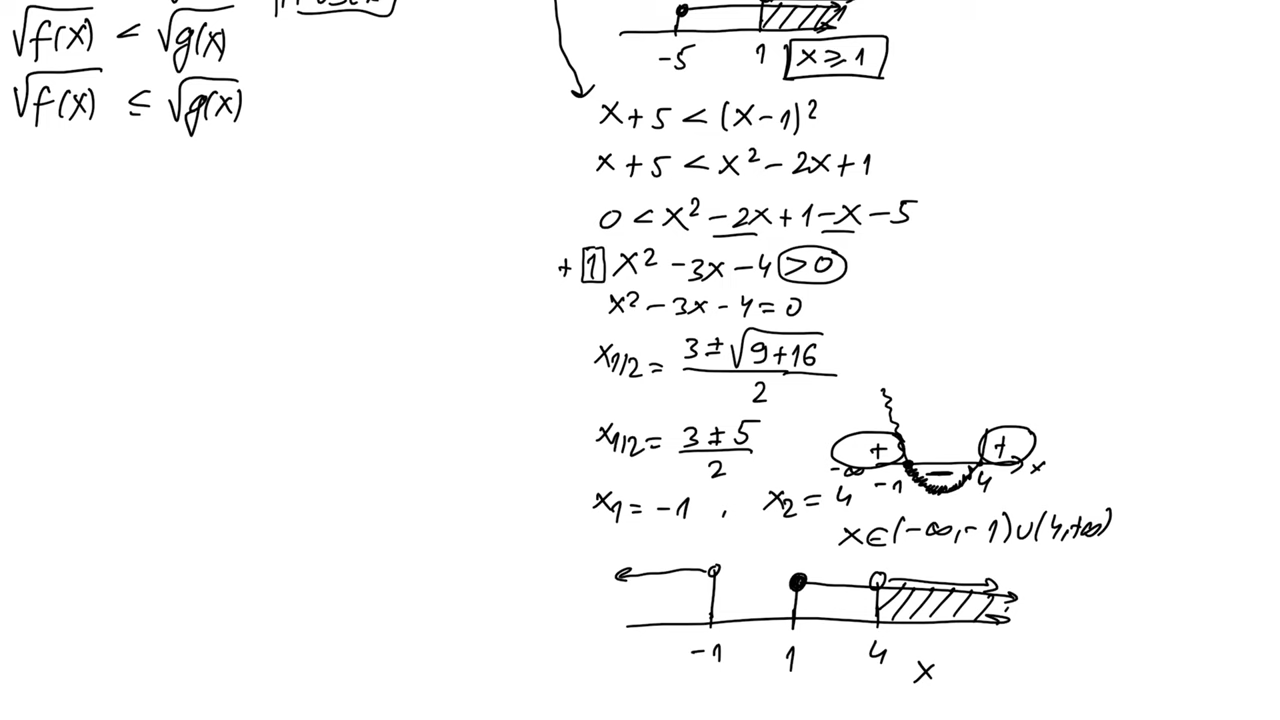 √f(x) < √g(x)
√f(x) ≤ √g(x)
-5 1 x ≥ 1
x + 5 < (x-1)²
x + 5 < x² - 2x + 1
0 < x² - 2x + 1 - x - 5
+ 1 x² - 3x - 4 > 0
x² - 3x - 4 = 0
x1/2 = (3 ± √9+16)/2
x1/2 = (3 ± 5)/2
+ - + x
-∞ -1 4
x1 = -1 , x2 = 4
x ∈ (-∞, -1) ∪ (4, +∞)
-1 1 4 x